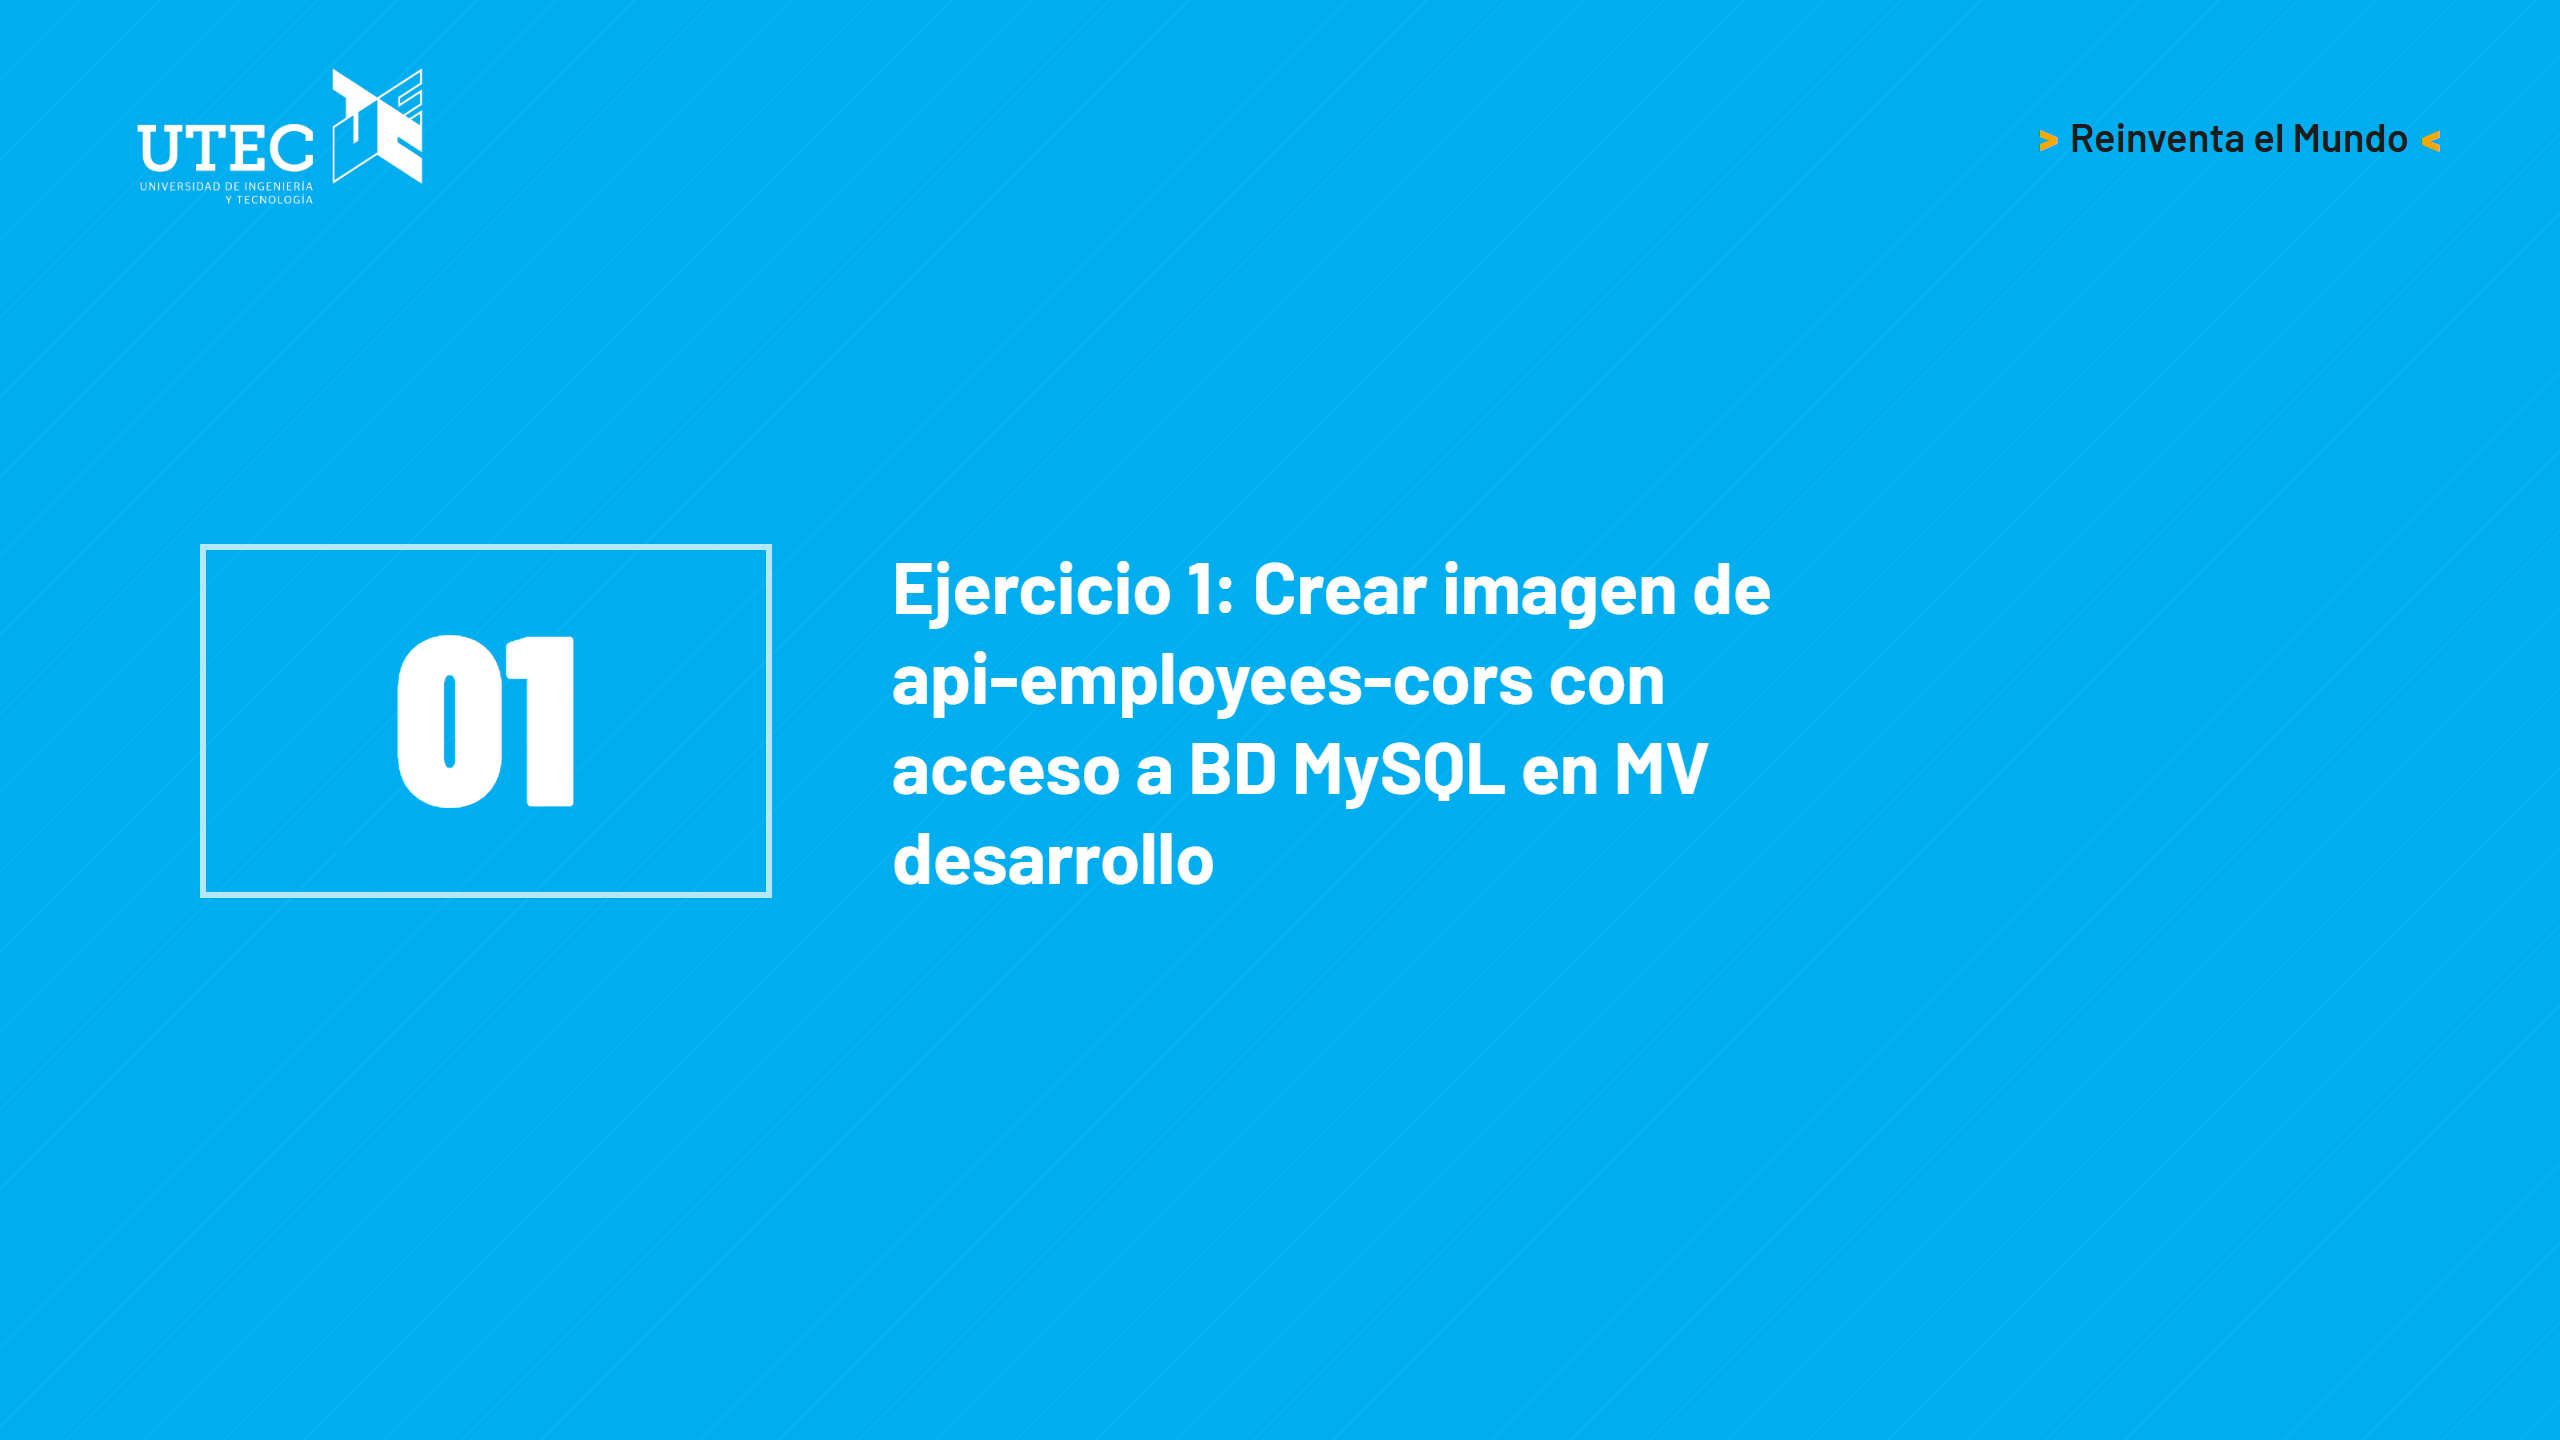 UTEC
UNIVERSIDAD DE INGENIERÍA
Y TECNOLOGÍA
> Reinventa el Mundo <
01
Ejercicio 1: Crear imagen de
api-employees-cors con
acceso a BD MySQL en MV
desarrollo